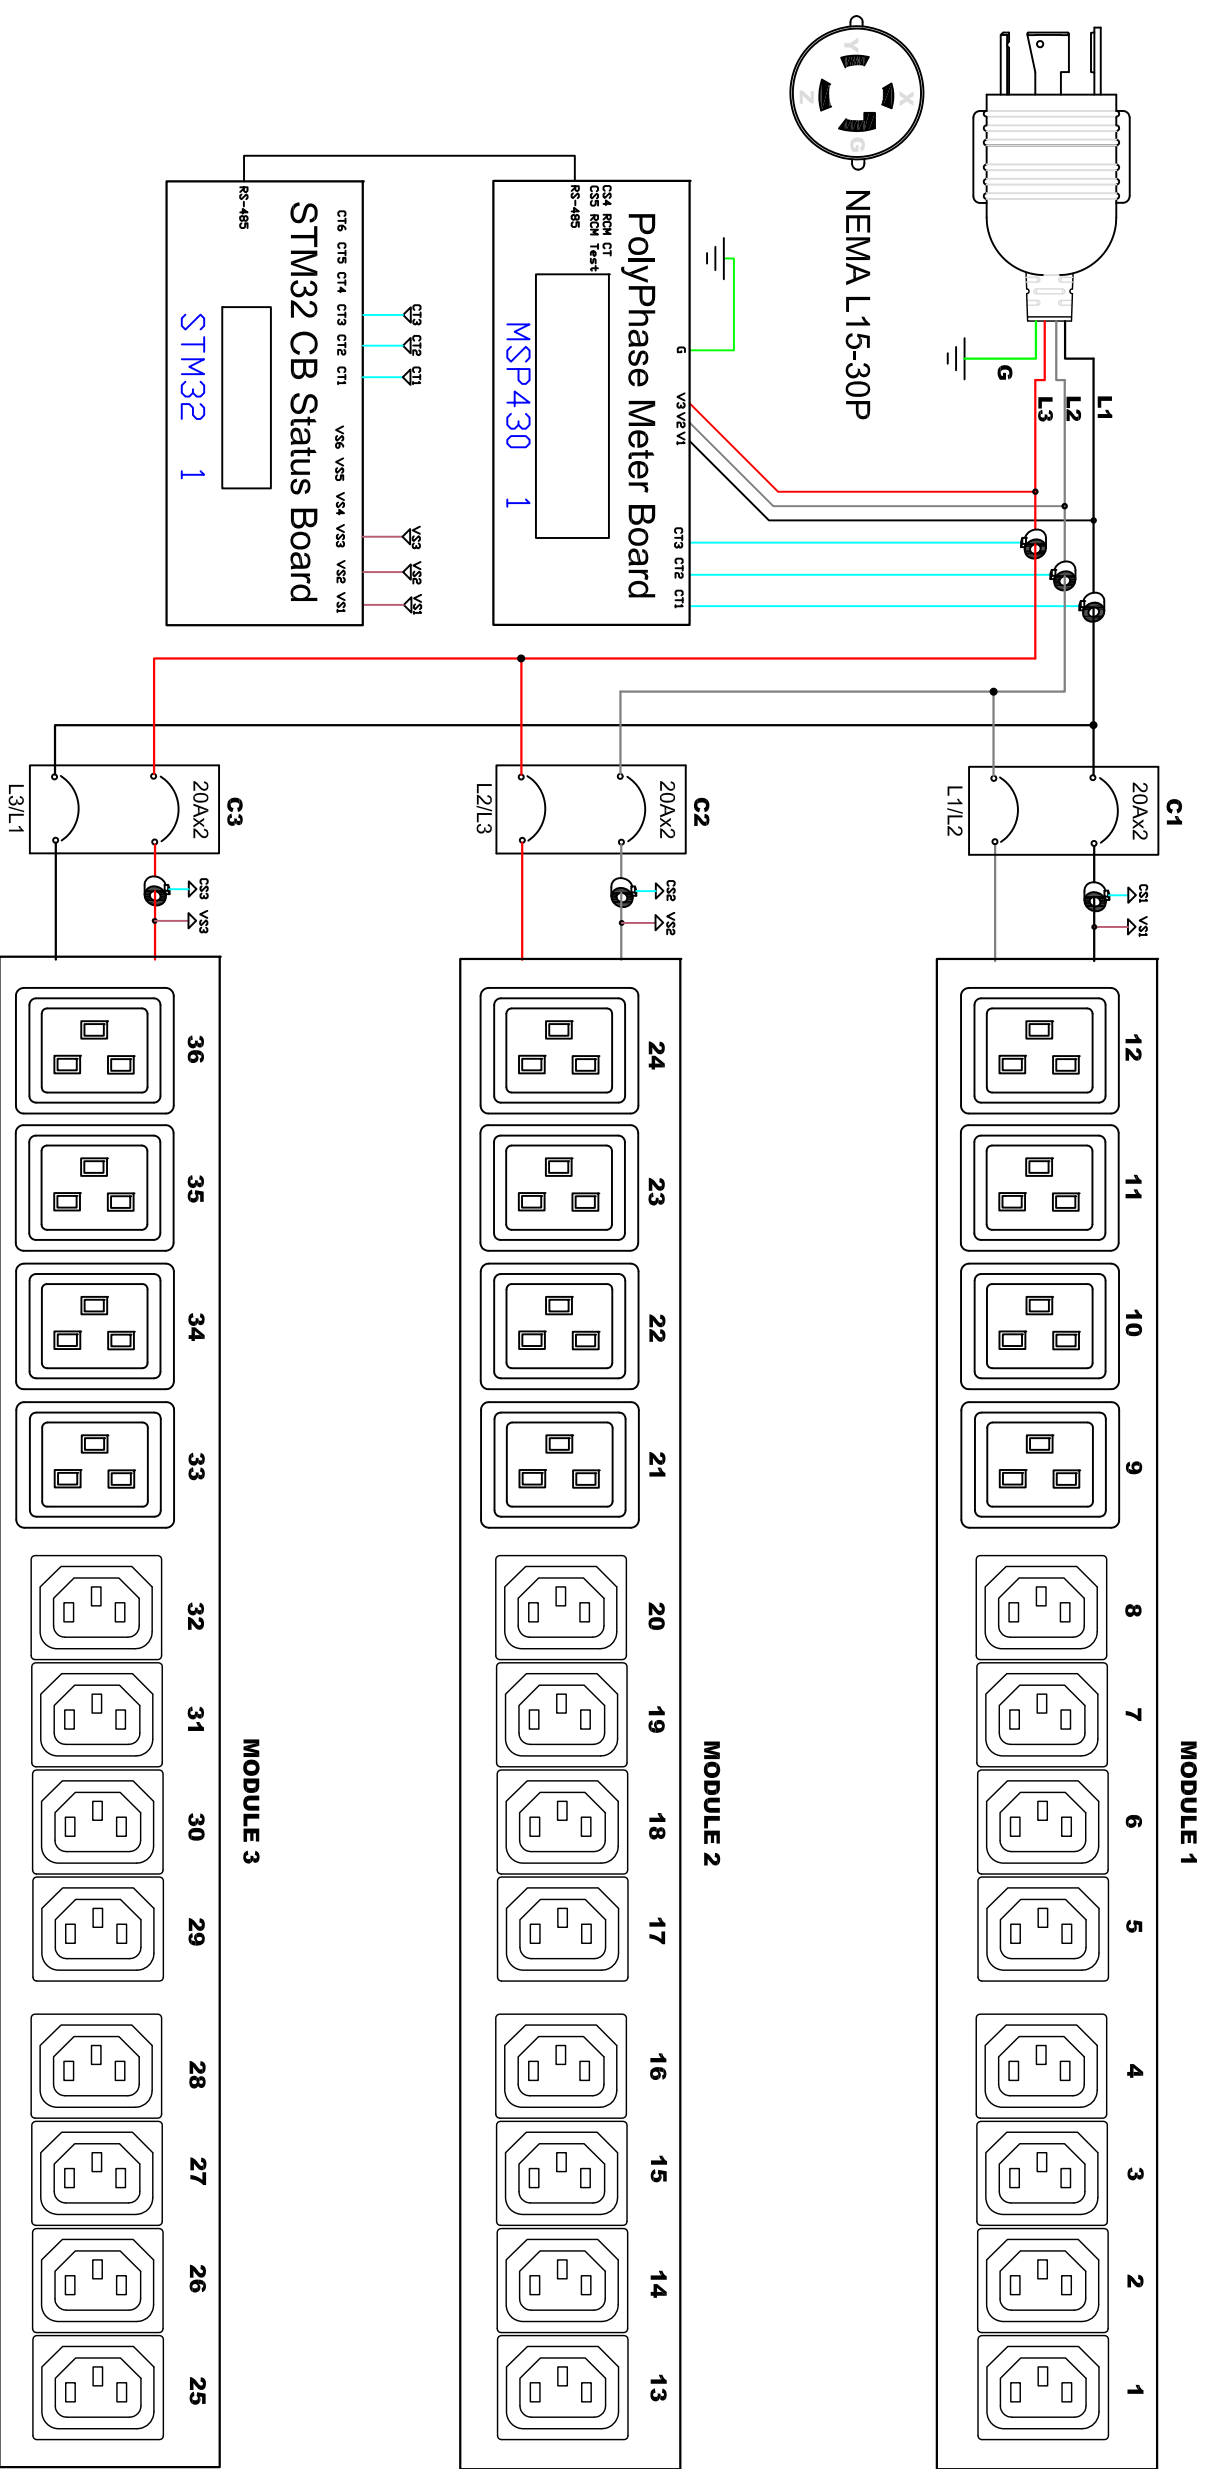 NEMA L15-30P
Y
X
Z
G
G
L1
L2
L3
PolyPhase Meter Board
CS4 RCM CT
CS5 RCM Test
RS-485
MSP430 1
G
V3 V2 V1
CT3 CT2 CT1
STM32 CB Status Board
RS-485
STM32 1
CT6 CT5 CT4 CT3 CT2 CT1
VS6 VS5 VS4 VS3 VS2 VS1
CT3 CT2 CT1
VS3 VS2 VS1
C1
20Ax2
L1/L2
CS1
VS1
MODULE 1
12 11 10 9 8 7 6 5 4 3 2 1
C2
20Ax2
L2/L3
CS2
VS2
MODULE 2
24 23 22 21 20 19 18 17 16 15 14 13
C3
20Ax2
L3/L1
CS3
VS3
MODULE 3
36 35 34 33 32 31 30 29 28 27 26 25